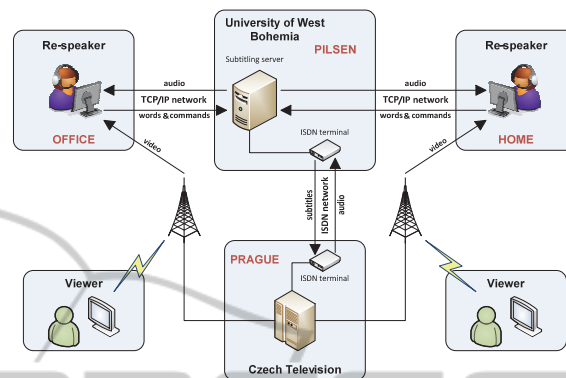 University of West
Bohemia
PILSEN
Subtitling server
ISDN terminal
Re-speaker
OFFICE
audio
TCP/IP network
words & commands
video
Re-speaker
HOME
audio
TCP/IP network
words & commands
video
subtitles
ISDN network
audio
PRAGUE
ISDN terminal
Czech Television
Viewer
Viewer